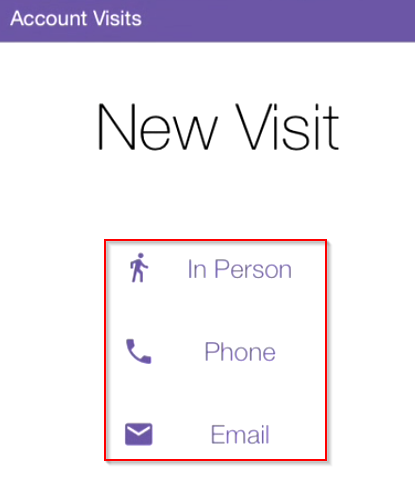 Account Visits
New Visit
In Person
Phone
Email